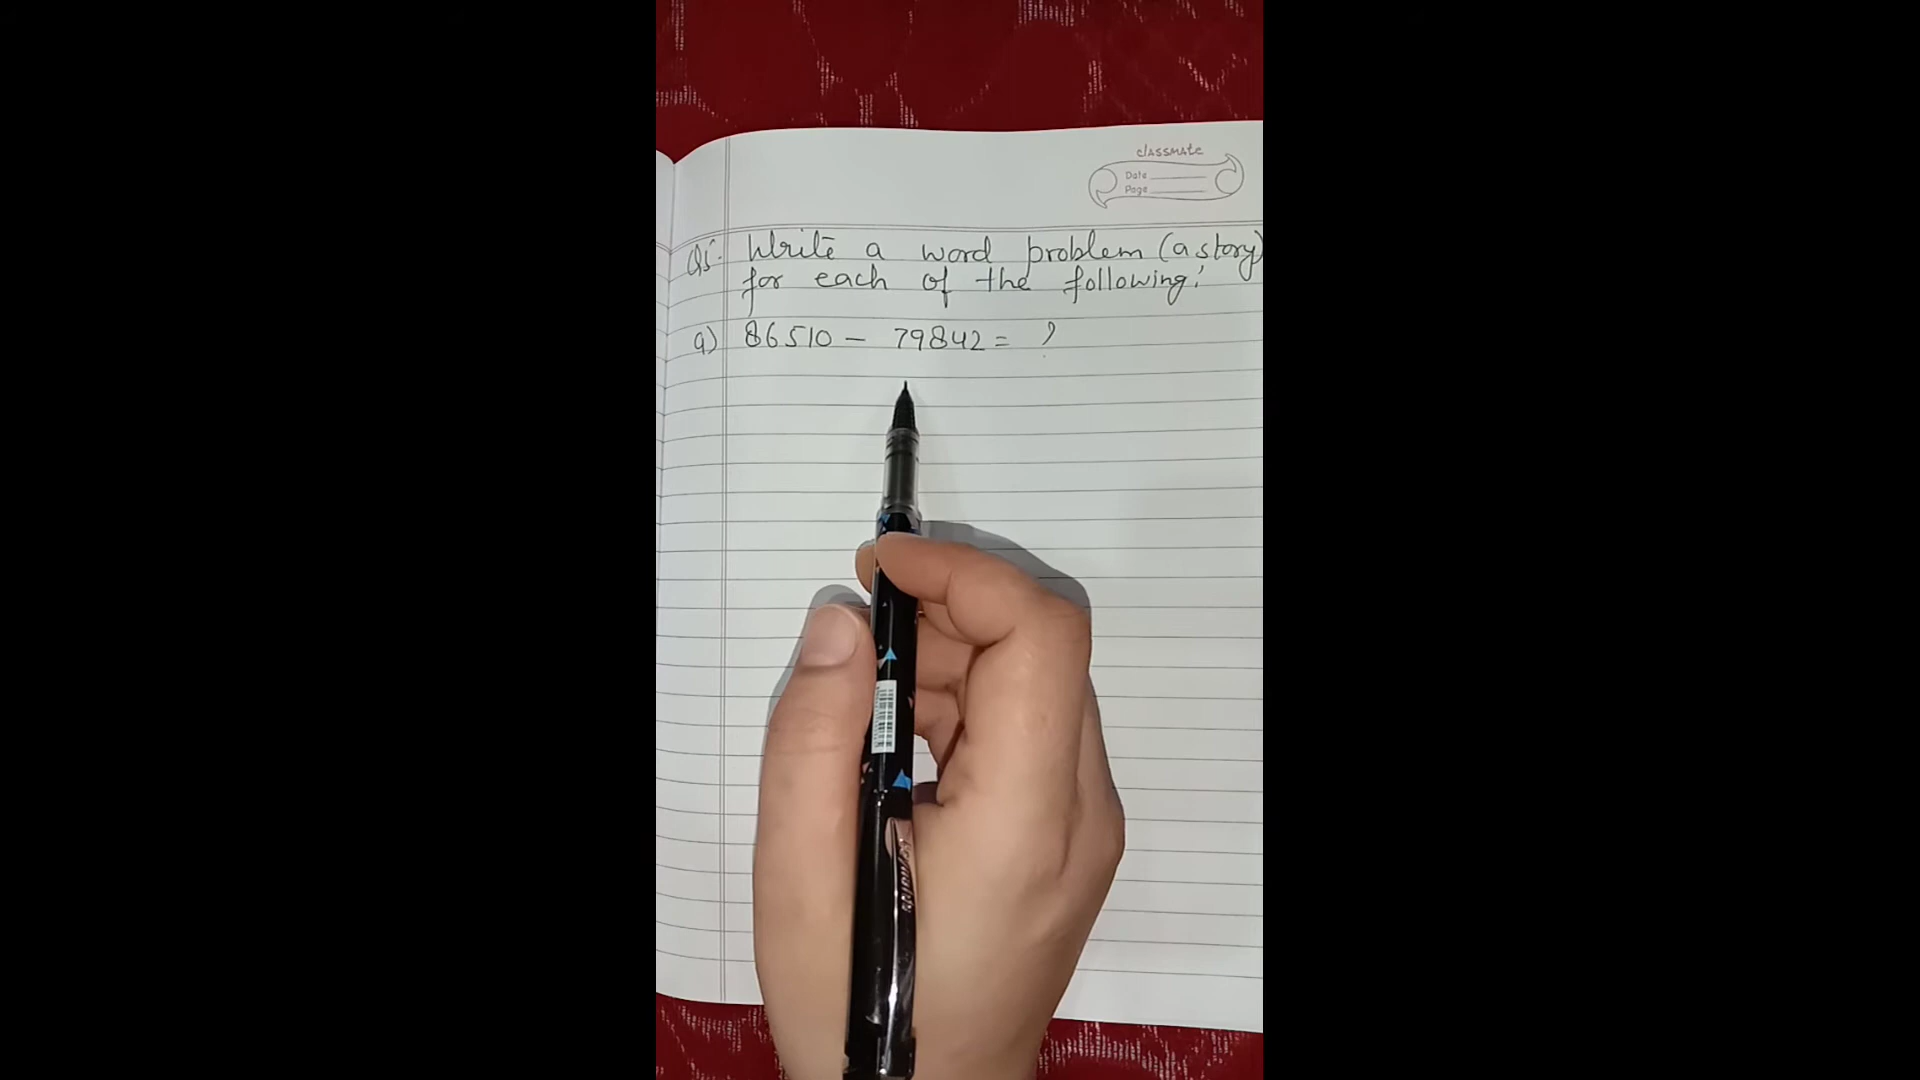 classmate
Date
Page
Q5. Write a word problem (a story)
for each of the following:
a) 86510 - 79842 = ?